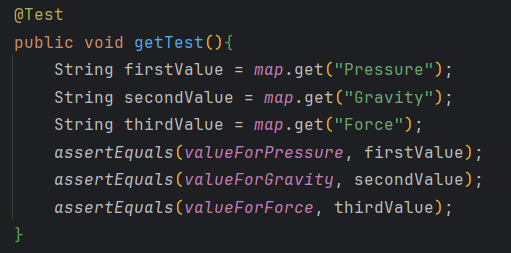 @Test
public void getTest(){
    String firstValue = map.get("Pressure");
    String secondValue = map.get("Gravity");
    String thirdValue = map.get("Force");
    assertEquals(valueForPressure, firstValue);
    assertEquals(valueForGravity, secondValue);
    assertEquals(valueForForce, thirdValue);
}